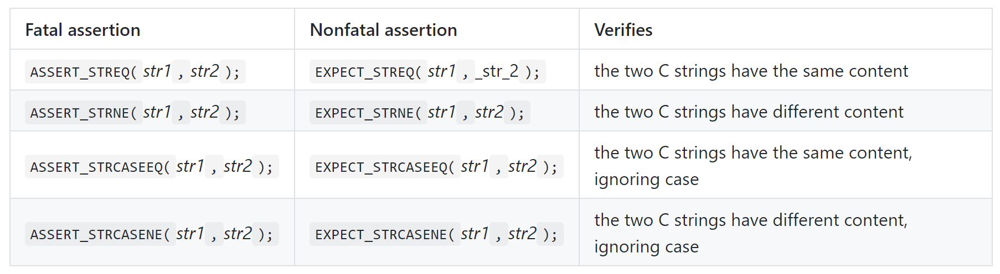 Fatal assertion Nonfatal assertion Verifies
ASSERT_STREQ( str1 , str2 ); EXPECT_STREQ( str1 , _str_2 ); the two C strings have the same content
ASSERT_STRNE( str1 , str2 ); EXPECT_STRNE( str1 , str2 ); the two C strings have different content
ASSERT_STRCASEEQ( str1 , str2 ); EXPECT_STRCASEEQ( str1 , str2 ); the two C strings have the same content,
ignoring case
ASSERT_STRCASENE( str1 , str2 ); EXPECT_STRCASENE( str1 , str2 ); the two C strings have different content,
ignoring case